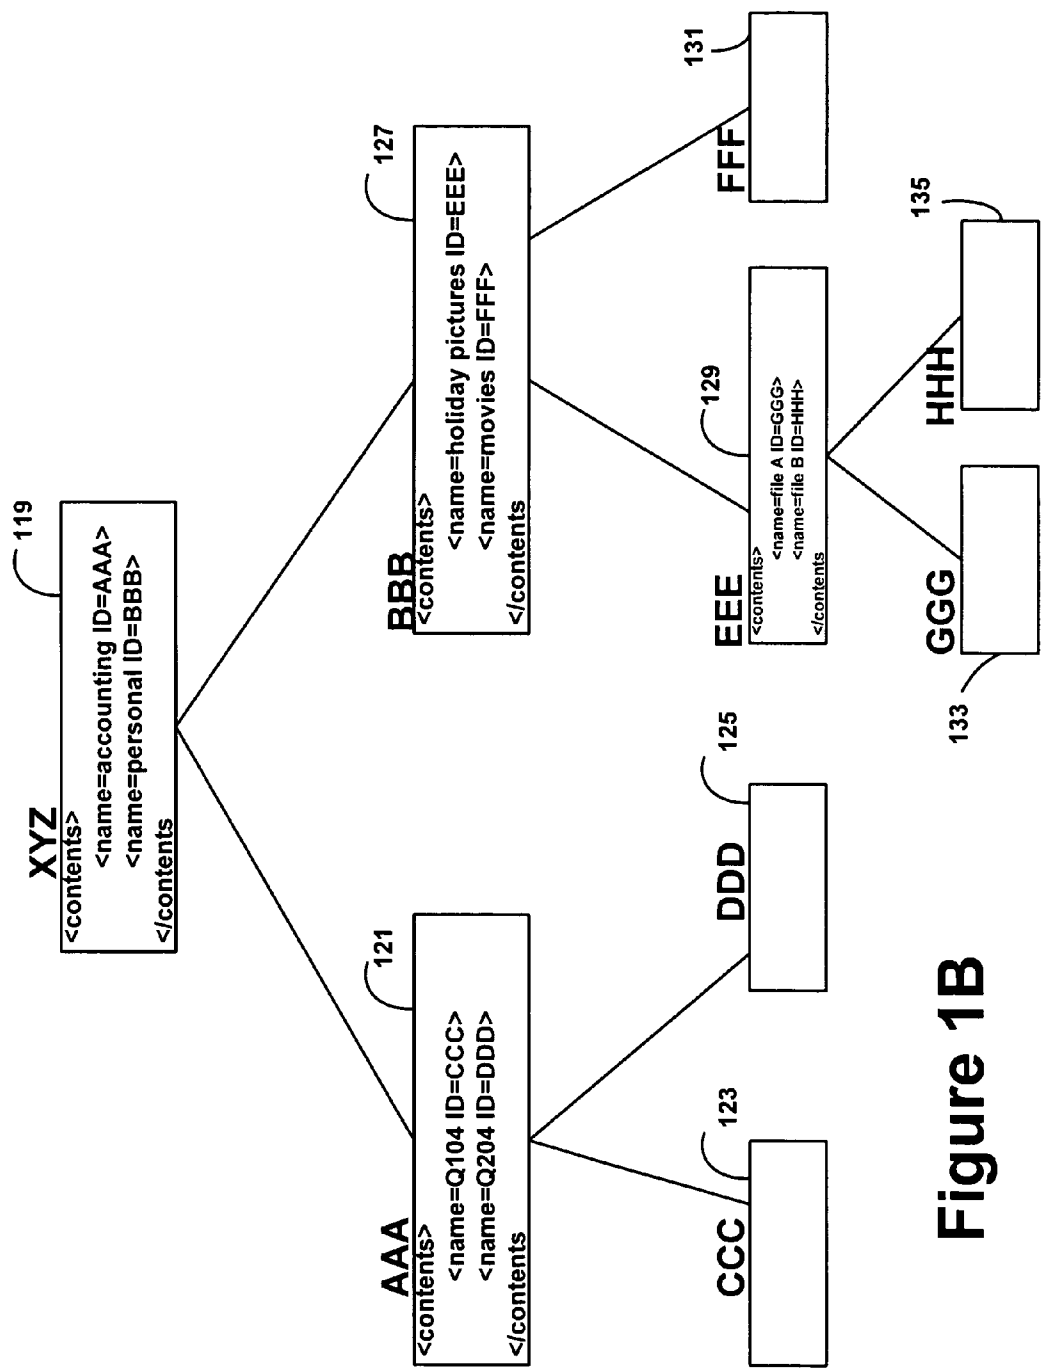 XYZ
119
<contents>
<name=accounting ID=AAA>
<name=personal ID=BBB>
</contents
AAA
121
<contents>
<name=Q104 ID=CCC>
<name=Q204 ID=DDD>
</contents
BBB
127
<contents>
<name=holiday pictures ID=EEE>
<name=movies ID=FFF>
</contents
CCC
123
DDD
125
EEE
129
<contents>
<name=file A ID=GGG>
<name=file B ID=HHH>
</contents
FFF
131
GGG
133
HHH
135
Figure 1B